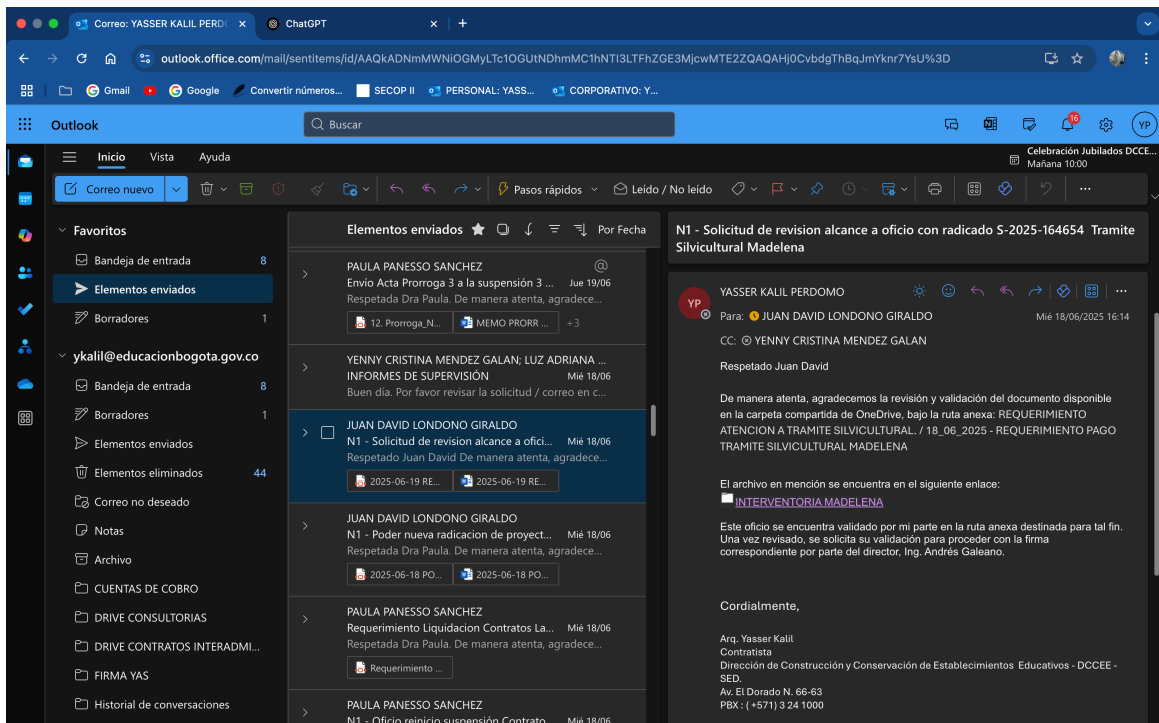 Correo: YASSER KALIL PERD
ChatGPT
outlook.office.com/mail/sentitems/id/AAQkADNmMWNiOGMyLTc1OGUtNDhmMC1hNTI3LTFhZGE3MjcwMTE2ZQAQAHj0CvbdgThBqJmYknr7YsU%3D
Gmail
Google
Convertir números...
SECOP II
PERSONAL: YASS...
CORPORATIVO: Y...
Outlook
Buscar
16
YP
Inicio
Vista
Ayuda
Celebración Jubilados DCCE...
Mañana 10:00
Correo nuevo
Pasos rápidos
Leído / No leído
Favoritos
Bandeja de entrada 8
Elementos enviados
Borradores 1
ykalil@educacionbogota.gov.co
Bandeja de entrada 8
Borradores 1
Elementos enviados
Elementos eliminados 44
Correo no deseado
Notas
Archivo
CUENTAS DE COBRO
DRIVE CONSULTORIAS
DRIVE CONTRATOS INTERADMI...
FIRMA YAS
Historial de conversaciones
Elementos enviados
Por Fecha
PAULA PANESSO SANCHEZ
Envío Acta Prorroga 3 a la suspensión 3 ... Jue 19/06
Respetada Dra Paula. De manera atenta, agradece...
12. Prorroga_N...
MEMO PRORR ...
+3
YENNY CRISTINA MENDEZ GALAN; LUZ ADRIANA ...
INFORMES DE SUPERVISIÓN Mié 18/06
Buen día. Por favor revisar la solicitud / correo en c...
JUAN DAVID LONDONO GIRALDO
N1 - Solicitud de revision alcance a ofici... Mié 18/06
Respetado Juan David De manera atenta, agradece...
2025-06-19 RE...
2025-06-19 RE...
JUAN DAVID LONDONO GIRALDO
N1 - Poder nueva radicacion de proyect... Mié 18/06
Respetada Dra Paula. De manera atenta, agradece...
2025-06-18 PO...
2025-06-18 PO...
PAULA PANESSO SANCHEZ
Requerimiento Liquidacion Contratos La... Mié 18/06
Respetada Dra Paula. De manera atenta, agradece...
Requerimiento ...
PAULA PANESSO SANCHEZ
N1 - Oficio reinicio suspensión Contrato... Mié 18/06
N1 - Solicitud de revision alcance a oficio con radicado S-2025-164654 Tramite
Silvicultural Madelena
YP
YASSER KALIL PERDOMO
Para: JUAN DAVID LONDONO GIRALDO
Mié 18/06/2025 16:14
CC: YENNY CRISTINA MENDEZ GALAN
Respetado Juan David
De manera atenta, agradecemos la revisión y validación del documento disponible
en la carpeta compartida de OneDrive, bajo la ruta anexa: REQUERIMIENTO
ATENCION A TRAMITE SILVICULTURAL. / 18_06_2025 - REQUERIMIENTO PAGO
TRAMITE SILVICULTURAL MADELENA
El archivo en mención se encuentra en el siguiente enlace:
INTERVENTORIA MADELENA
Este oficio se encuentra validado por mi parte en la ruta anexa destinada para tal fin.
Una vez revisado, se solicita su validación para proceder con la firma
correspondiente por parte del director, Ing. Andrés Galeano.
Cordialmente,
Arq. Yasser Kalil
Contratista
Dirección de Construcción y Conservación de Establecimientos Educativos - DCCEE -
SED.
Av. El Dorado N. 66-63
PBX : ( +571) 3 24 1000